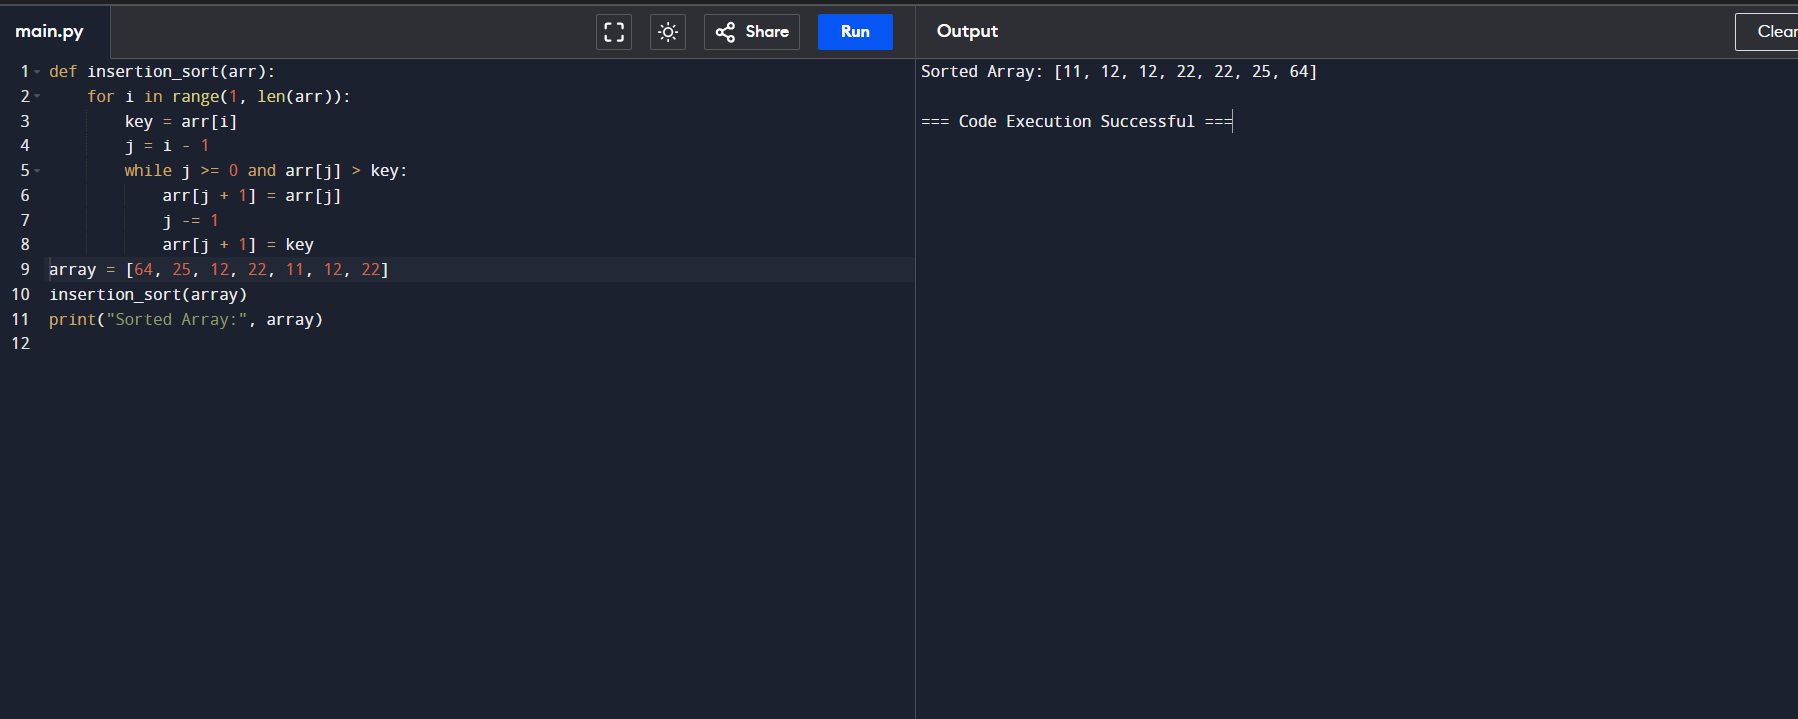 main.py
Share
Run
Output
Clear
1 def insertion_sort(arr):
2     for i in range(1, len(arr)):
3         key = arr[i]
4         j = i - 1
5         while j >= 0 and arr[j] > key:
6             arr[j + 1] = arr[j]
7             j -= 1
8             arr[j + 1] = key
9 array = [64, 25, 12, 22, 11, 12, 22]
10 insertion_sort(array)
11 print("Sorted Array:", array)
12
Sorted Array: [11, 12, 12, 22, 22, 25, 64]
=== Code Execution Successful ===